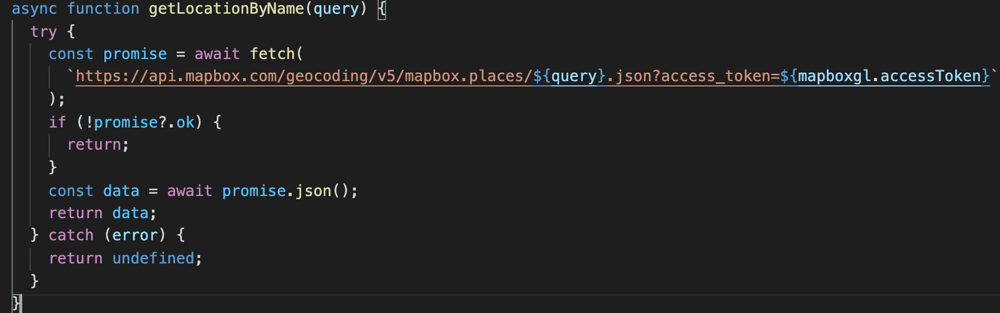 async function getLocationByName(query) {
  try {
    const promise = await fetch(
      `https://api.mapbox.com/geocoding/v5/mapbox.places/${query}.json?access_token=${mapboxgl.accessToken}`
    );
    if (!promise?.ok) {
      return;
    }
    const data = await promise.json();
    return data;
  } catch (error) {
    return undefined;
  }
}